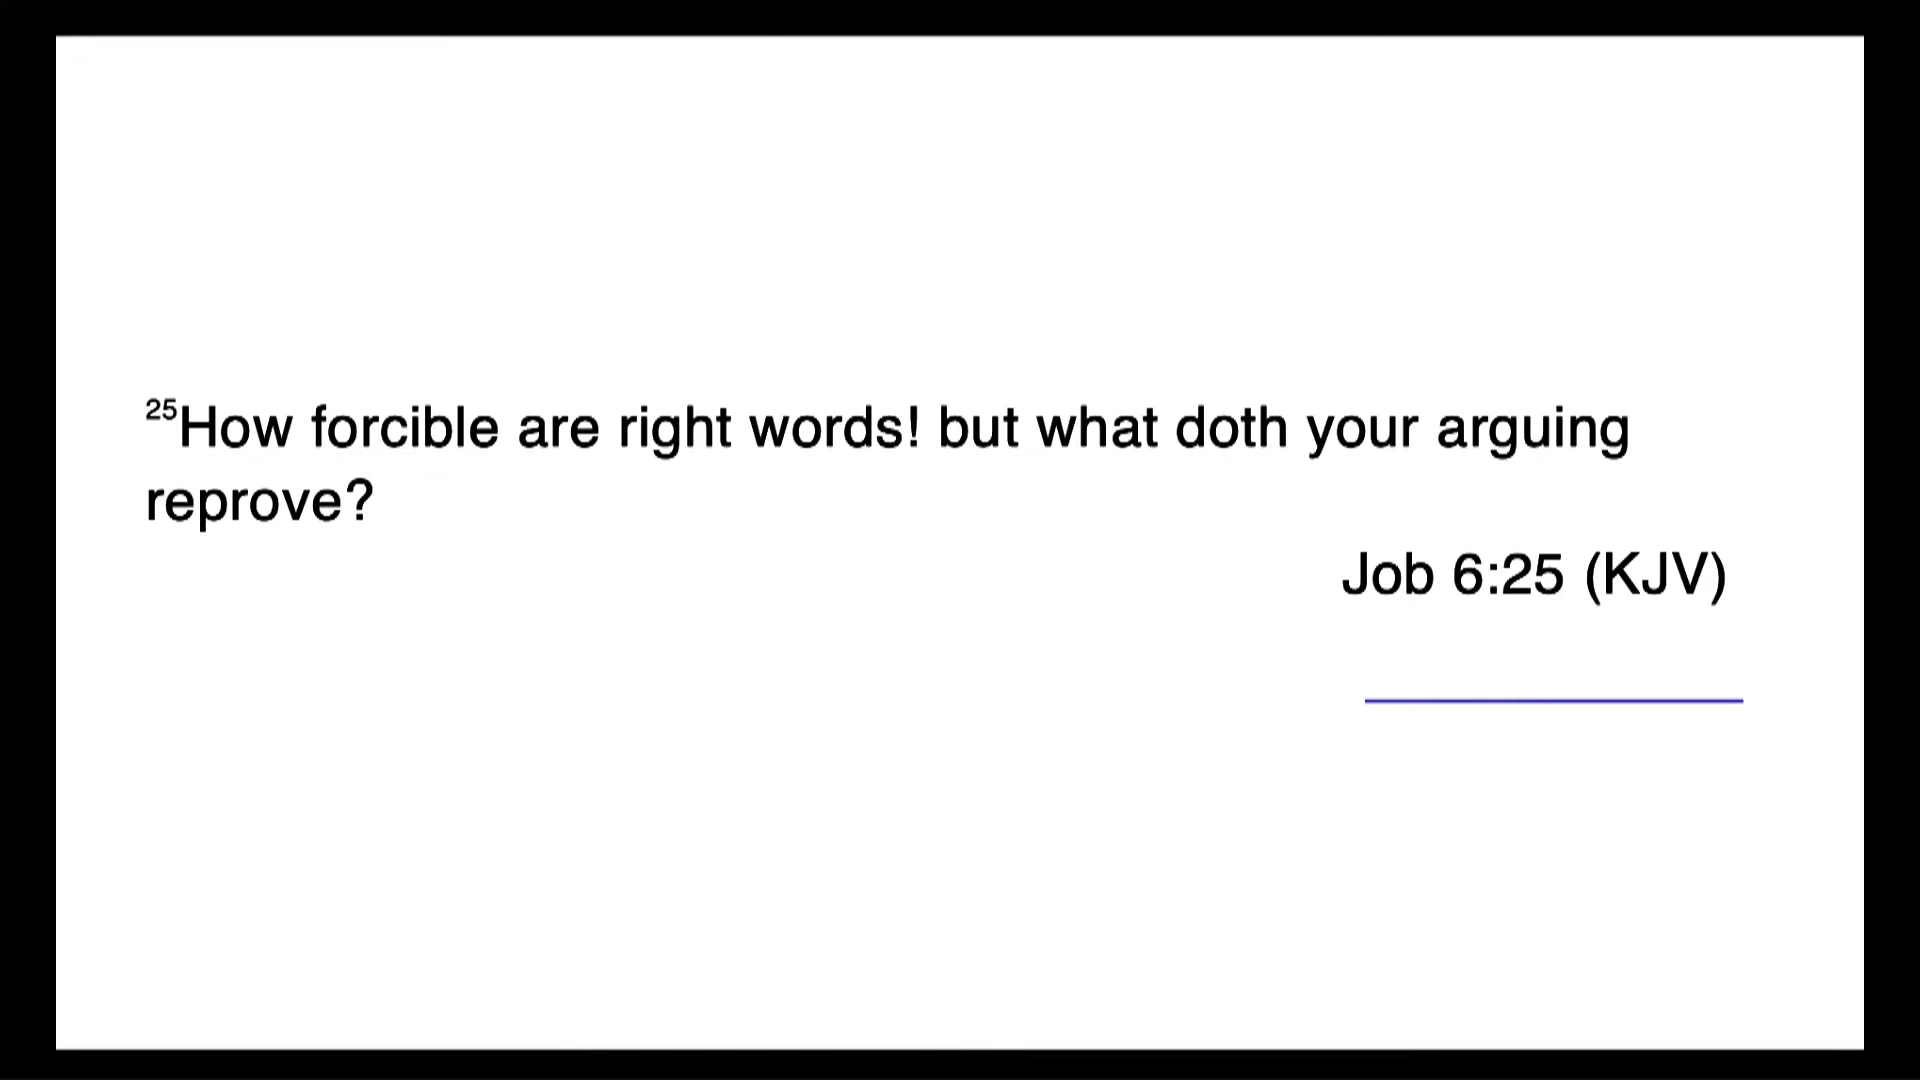 25How forcible are right words! but what doth your arguing
reprove?
Job 6:25 (KJV)